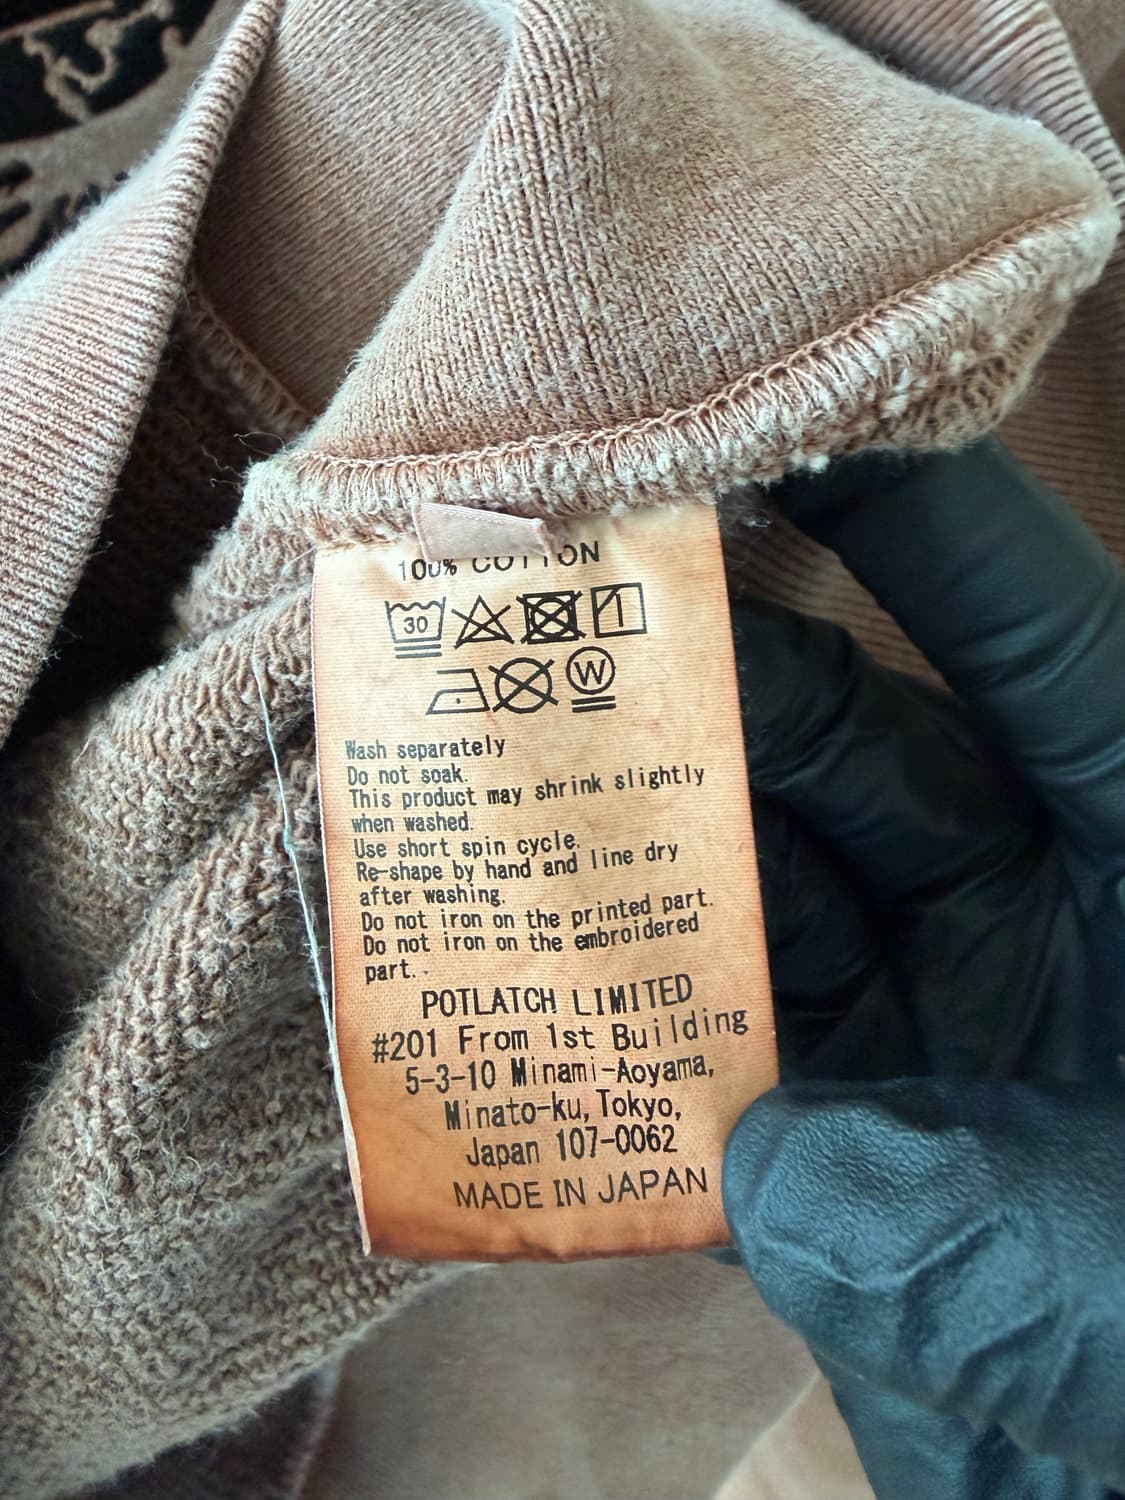 100% COTTON
30
W
Wash separately
Do not soak.
This product may shrink slightly
when washed.
Use short spin cycle.
Re-shape by hand and line dry
after washing.
Do not iron on the printed part.
Do not iron on the embroidered
part.
POTLATCH LIMITED
#201 From 1st Building
5-3-10 Minami-Aoyama,
Minato-ku, Tokyo,
Japan 107-0062
MADE IN JAPAN